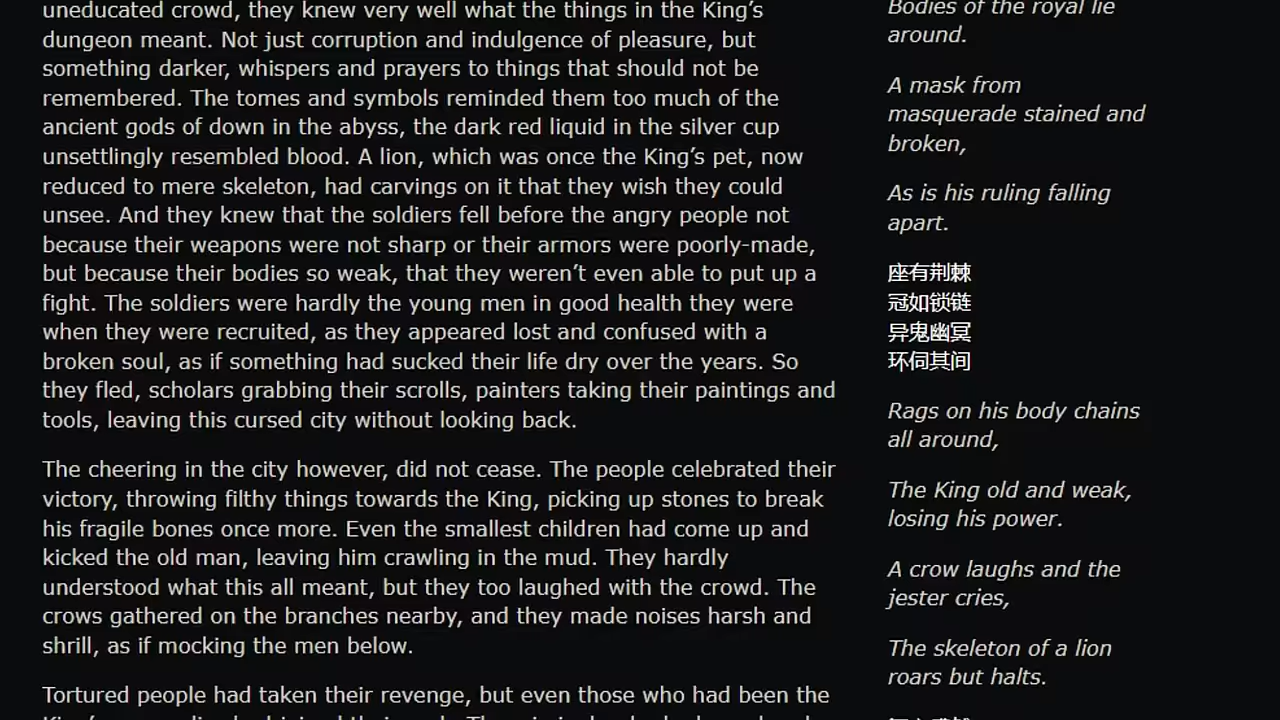 uneducated crowd, they knew very well what the things in the King’s
dungeon meant. Not just corruption and indulgence of pleasure, but
something darker, whispers and prayers to things that should not be
remembered. The tomes and symbols reminded them too much of the
ancient gods of down in the abyss, the dark red liquid in the silver cup
unsettlingly resembled blood. A lion, which was once the King’s pet, now
reduced to mere skeleton, had carvings on it that they wish they could
unsee. And they knew that the soldiers fell before the angry people not
because their weapons were not sharp or their armors were poorly-made,
but because their bodies so weak, that they weren’t even able to put up a
fight. The soldiers were hardly the young men in good health they were
when they were recruited, as they appeared lost and confused with a
broken soul, as if something had sucked their life dry over the years. So
they fled, scholars grabbing their scrolls, painters taking their paintings and
tools, leaving this cursed city without looking back.
The cheering in the city however, did not cease. The people celebrated their
victory, throwing filthy things towards the King, picking up stones to break
his fragile bones once more. Even the smallest children had come up and
kicked the old man, leaving him crawling in the mud. They hardly
understood what this all meant, but they too laughed with the crowd. The
crows gathered on the branches nearby, and they made noises harsh and
shrill, as if mocking the men below.
Tortured people had taken their revenge, but even those who had been the
Bodies of the royal lie
around.
A mask from
masquerade stained and
broken,
As is his ruling falling
apart.
座有荆棘
冠如锁链
异鬼幽冥
环伺其间
Rags on his body chains
all around,
The King old and weak,
losing his power.
A crow laughs and the
jester cries,
The skeleton of a lion
roars but halts.